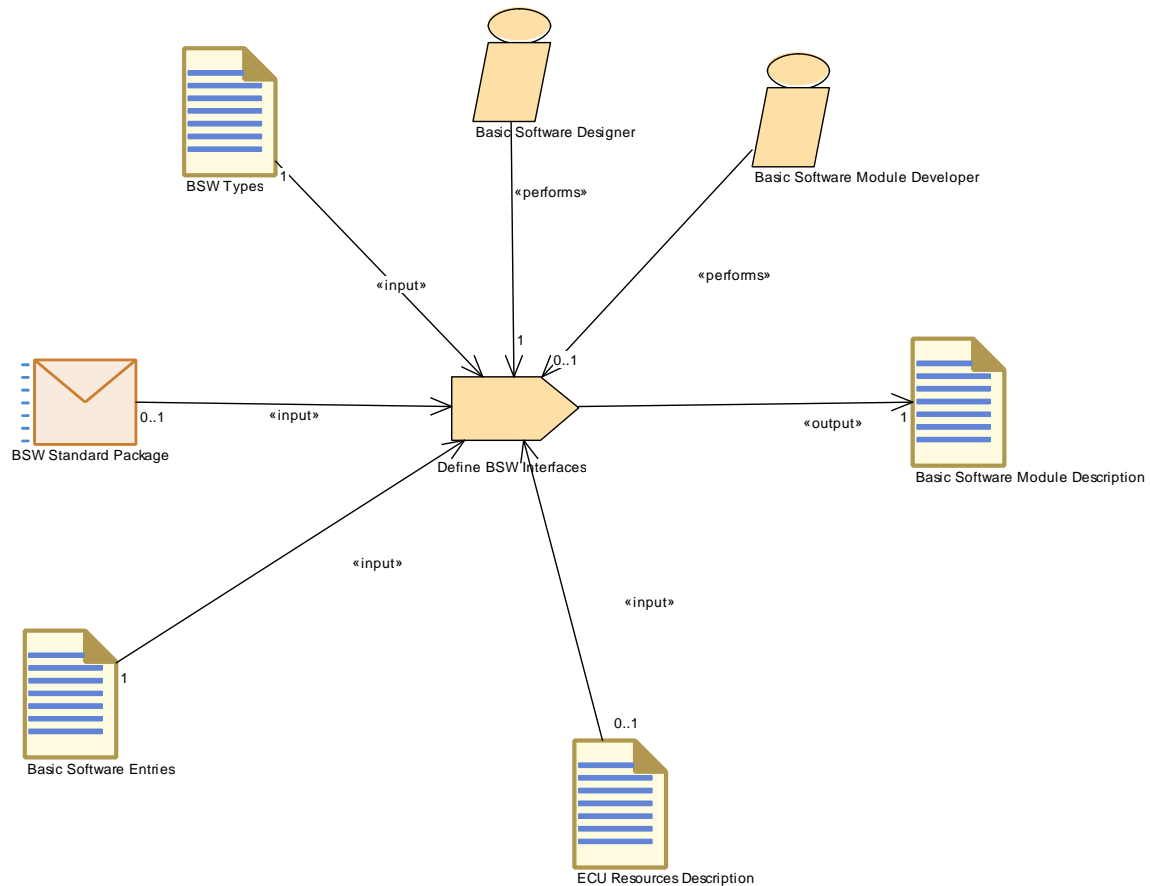 Basic Software Designer
BSW Types
1
Basic Software Module Developer
«performs»
«performs»
«input»
1
0..1
BSW Standard Package
0..1
«input»
Define BSW Interfaces
«output»
1
Basic Software Module Description
«input»
«input»
1
Basic Software Entries
0..1
ECU Resources Description